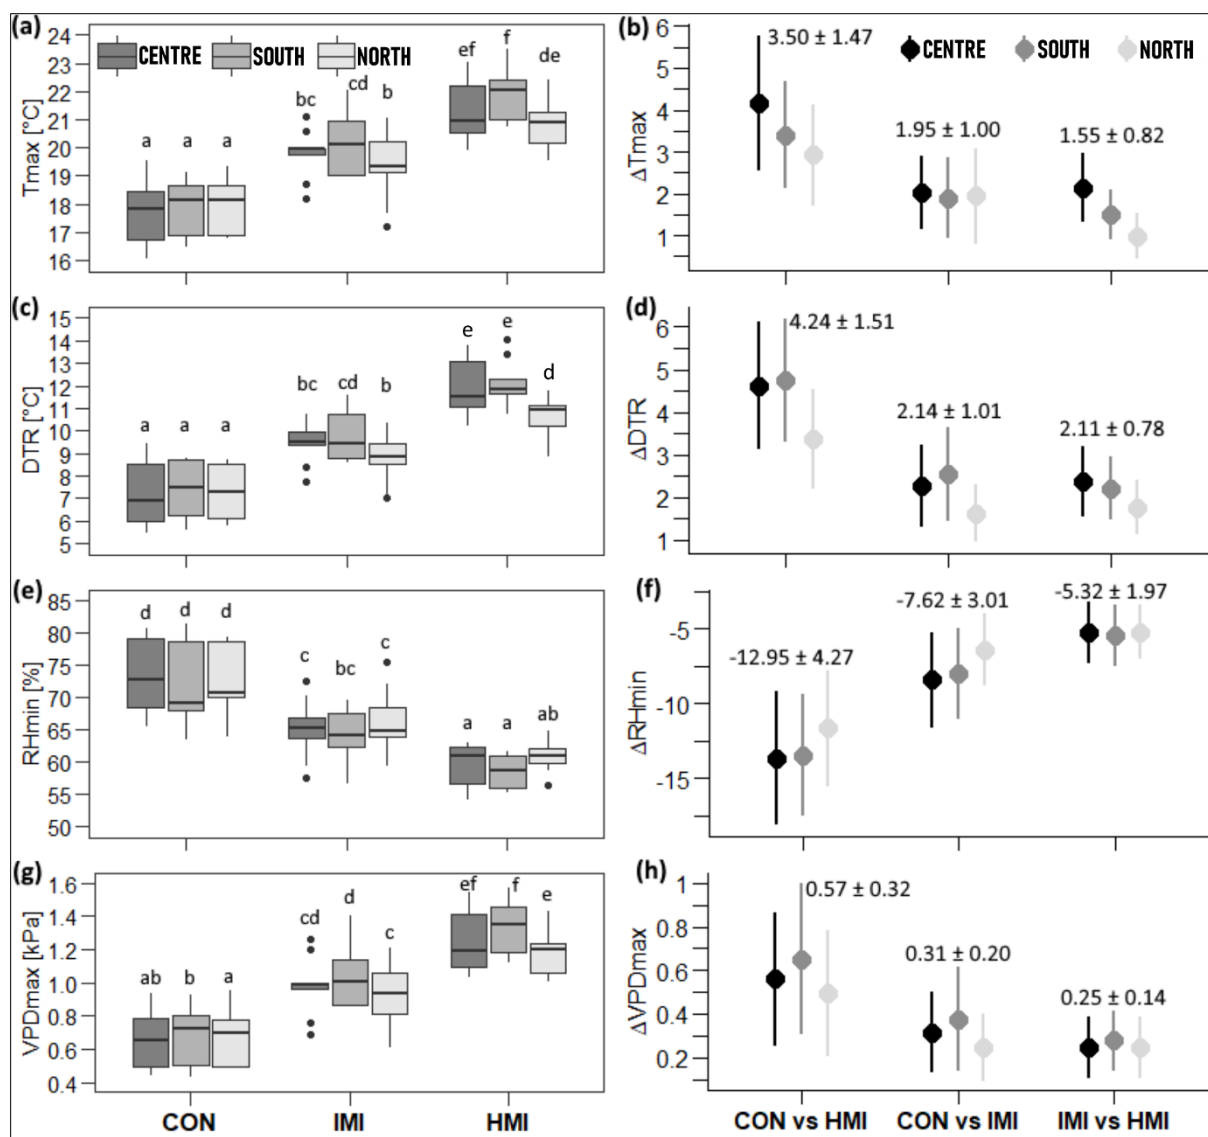 (a)
24
23
22
21
20
19
18
17
16
Tmax [°C]
CENTRE SOUTH NORTH
a a a
bc cd b
ef f de
(b)
6
5
4
3
2
1
ΔTmax
CENTRE SOUTH NORTH
3.50 ± 1.47
1.95 ± 1.00
1.55 ± 0.82
(c)
15
14
13
12
11
10
9
8
7
6
5
DTR [°C]
a a a
bc cd b
e e d
(d)
6
5
4
3
2
1
ΔDTR
4.24 ± 1.51
2.14 ± 1.01
2.11 ± 0.78
(e)
85
80
75
70
65
60
55
50
RHmin [%]
d d d
c bc c
a a ab
(f)
-5
-10
-15
ΔRHmin
-12.95 ± 4.27
-7.62 ± 3.01
-5.32 ± 1.97
(g)
1.6
1.4
1.2
1.0
0.8
0.6
0.4
VPDmax [kPa]
ab b a
cd d c
ef f e
CON IMI HMI
(h)
1
0.8
0.6
0.4
0.2
ΔVPDmax
0.57 ± 0.32
0.31 ± 0.20
0.25 ± 0.14
CON vs HMI CON vs IMI IMI vs HMI